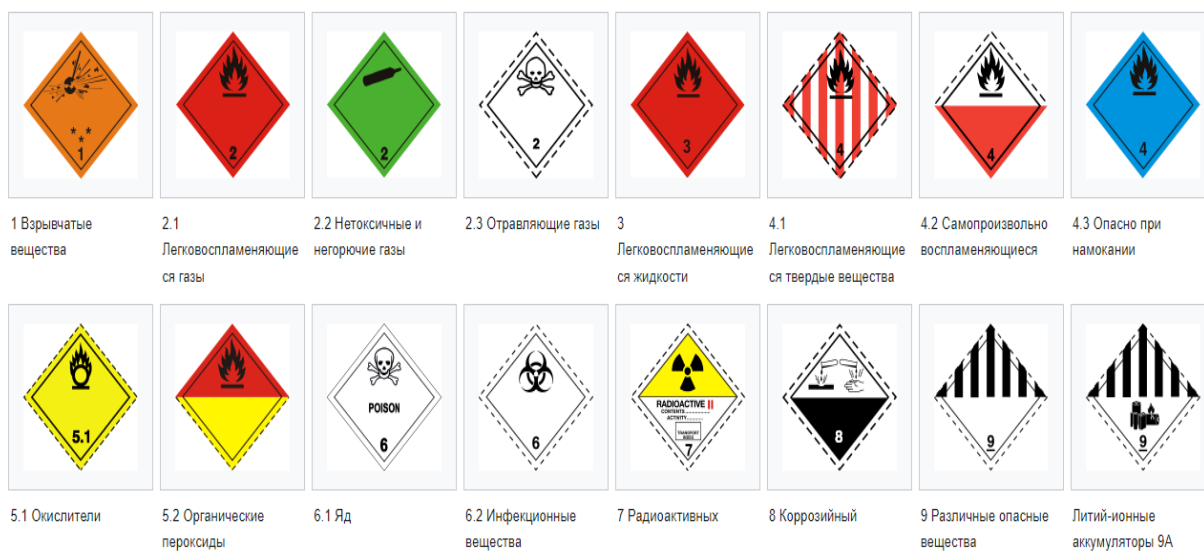 * * *
1
2
2
2
3
4
4
4
1 Взрывчатые
вещества
2.1
Легковоспламеняющие
ся газы
2.2 Нетоксичные и
негорючие газы
2.3 Отравляющие газы
3
Легковоспламеняющие
ся жидкости
4.1
Легковоспламеняющие
ся твердые вещества
4.2 Самопроизвольно
воспламеняющиеся
4.3 Опасно при
намокании
5.1
POISON
6
6
RADIOACTIVE II
CONTENTS..........
ACTIVITY..........
TRANSPORT
INDEX
7
8
9
9
5.1 Окислители
5.2 Органические
пероксиды
6.1 Яд
6.2 Инфекционные
вещества
7 Радиоактивных
8 Коррозийный
9 Различные опасные
вещества
Литий-ионные
аккумуляторы 9А